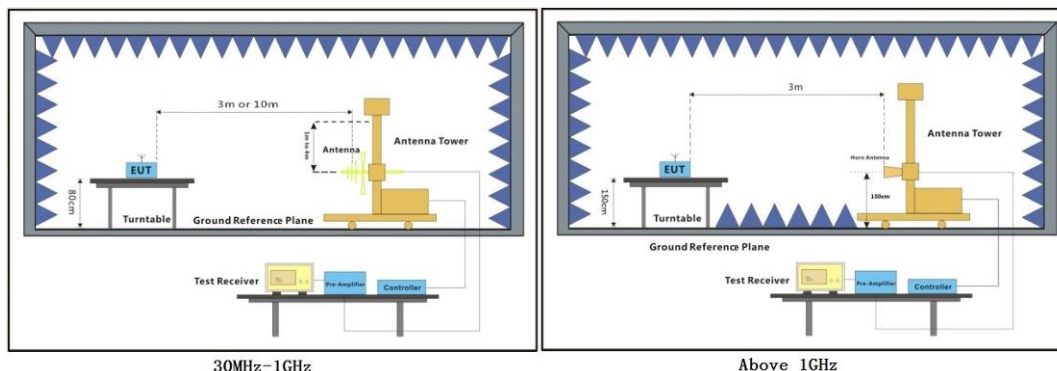 3m or 10m
1m to 4m
Antenna
Antenna Tower
EUT
80cm
Turntable
Ground Reference Plane
Test Receiver
Pre-Amplifier
Controller
30MHz-1GHz
3m
Antenna Tower
Horn Antenna
EUT
150cm
150cm
Turntable
Ground Reference Plane
Test Receiver
Pre-Amplifier
Controller
Above 1GHz